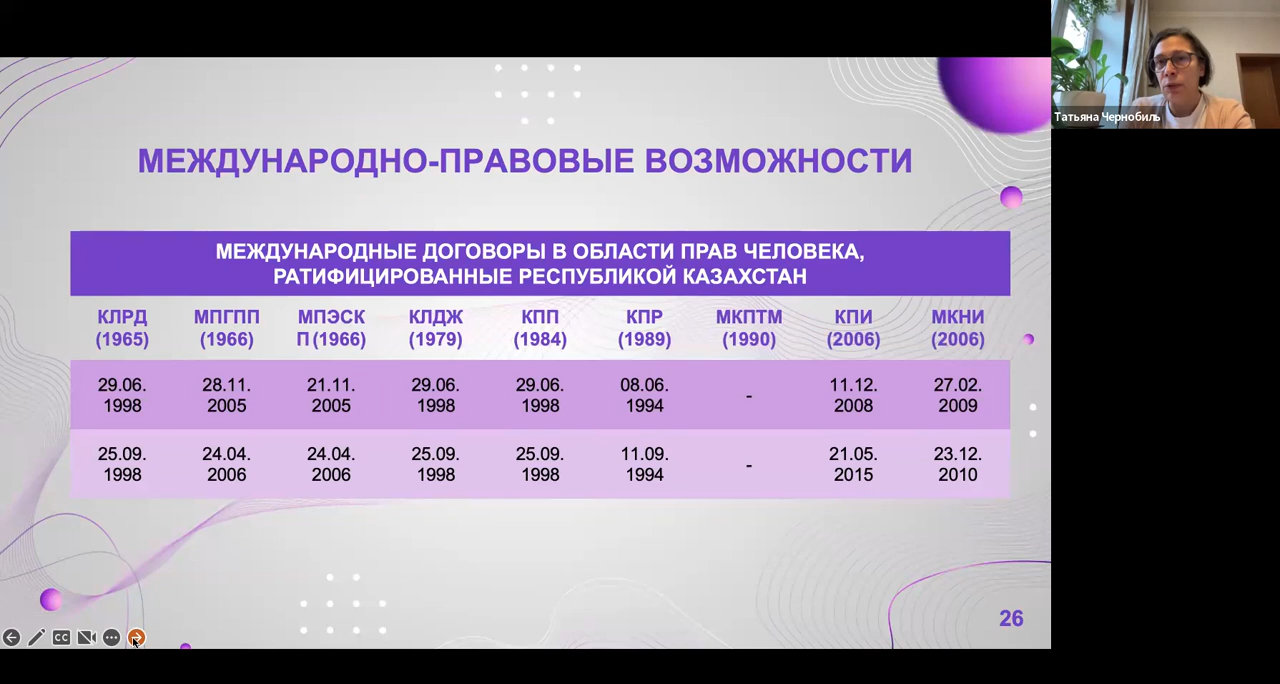 МЕЖДУНАРОДНО-ПРАВОВЫЕ ВОЗМОЖНОСТИ
МЕЖДУНАРОДНЫЕ ДОГОВОРЫ В ОБЛАСТИ ПРАВ ЧЕЛОВЕКА,
РАТИФИЦИРОВАННЫЕ РЕСПУБЛИКОЙ КАЗАХСТАН
КЛРД МПГПП МПЭСК КЛДЖ КПП КПР МКПТМ КПИ МКНИ
(1965) (1966) П (1966) (1979) (1984) (1989) (1990) (2006) (2006)
29.06. 28.11. 21.11. 29.06. 29.06. 08.06. - 11.12. 27.02.
1998 2005 2005 1998 1998 1994 2008 2009
25.09. 24.04. 24.04. 25.09. 25.09. 11.09. - 21.05. 23.12.
1998 2006 2006 1998 1998 1994 2015 2010
26
CC
Татьяна Чернобиль